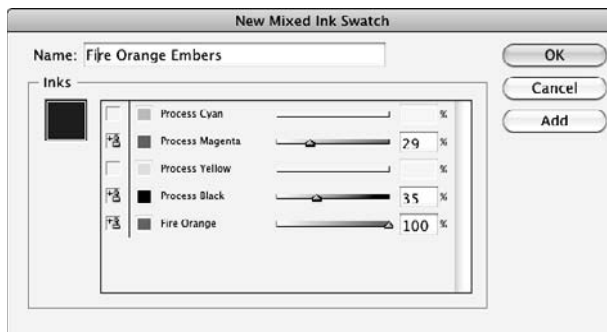 New Mixed Ink Swatch
Name: Fire Orange Embers
OK
Inks
Cancel
Add
Process Cyan %
Process Magenta 29 %
Process Yellow %
Process Black 35 %
Fire Orange 100 %